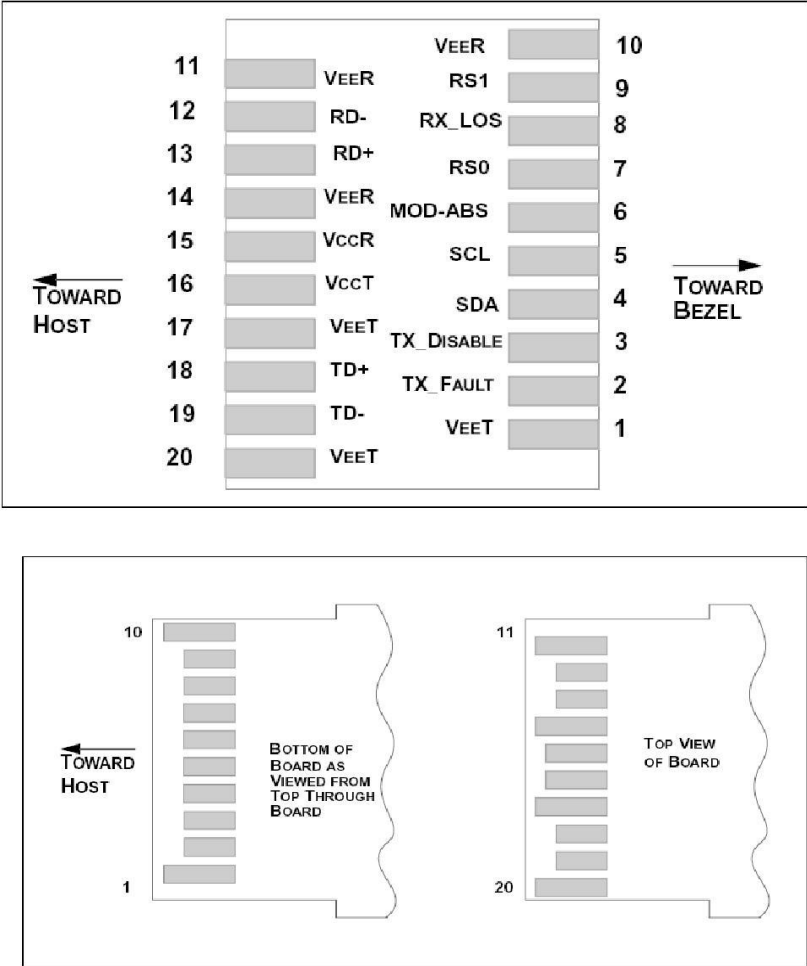 11 VEER
12 RD-
13 RD+
14 VEER
15 VCCR
16 VCCT
17 VEET
18 TD+
19 TD-
20 VEET
VEER 10
RS1 9
RX_LOS 8
RS0 7
MOD-ABS 6
SCL 5
SDA 4
TX_DISABLE 3
TX_FAULT 2
VEET 1
TOWARD
HOST
TOWARD
BEZEL
10
1
TOWARD
HOST
BOTTOM OF
BOARD AS
VIEWED FROM
TOP THROUGH
BOARD
11
20
TOP VIEW
OF BOARD